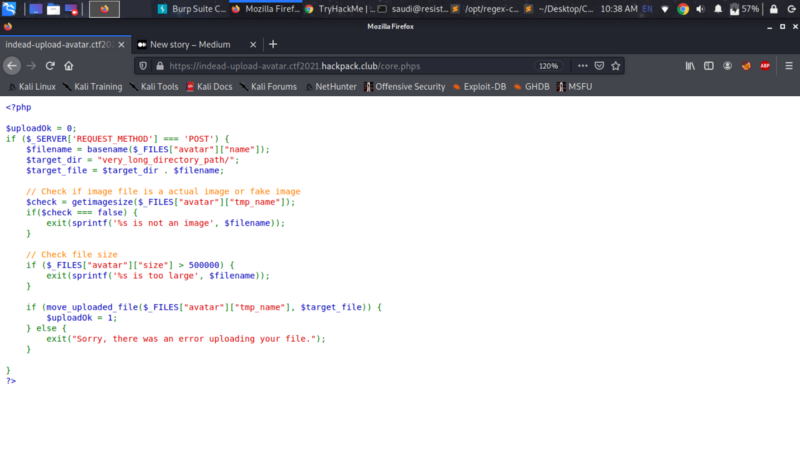 Burp Suite C...
Mozilla Firef...
TryHackMe | ...
saudi@resist...
/opt/regex-c...
~/Desktop/C...
10:38 AM
EN
57%
Mozilla Firefox
indead-upload-avatar.ctf202
New story – Medium
https://indead-upload-avatar.ctf2021.hackpack.club/core.phps
120%
ABP
Kali Linux
Kali Training
Kali Tools
Kali Docs
Kali Forums
NetHunter
Offensive Security
Exploit-DB
GHDB
MSFU
<?php
$uploadOk = 0;
if ($_SERVER['REQUEST_METHOD'] === 'POST') {
    $filename = basename($_FILES["avatar"]["name"]);
    $target_dir = "very_long_directory_path/";
    $target_file = $target_dir . $filename;
    // Check if image file is a actual image or fake image
    $check = getimagesize($_FILES["avatar"]["tmp_name"]);
    if($check === false) {
        exit(sprintf('%s is not an image', $filename));
    }
    // Check file size
    if ($_FILES["avatar"]["size"] > 500000) {
        exit(sprintf('%s is too large', $filename));
    }
    if (move_uploaded_file($_FILES["avatar"]["tmp_name"], $target_file)) {
        $uploadOk = 1;
    } else {
        exit("Sorry, there was an error uploading your file.");
    }
}
?>